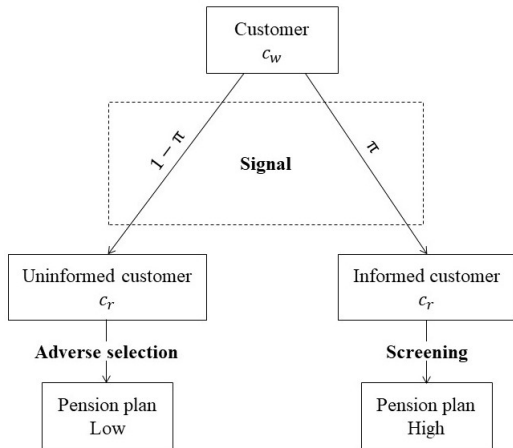 Customer
c_w
1 − π
π
Signal
Uninformed customer
c_r
Informed customer
c_r
Adverse selection
Screening
Pension plan
Low
Pension plan
High